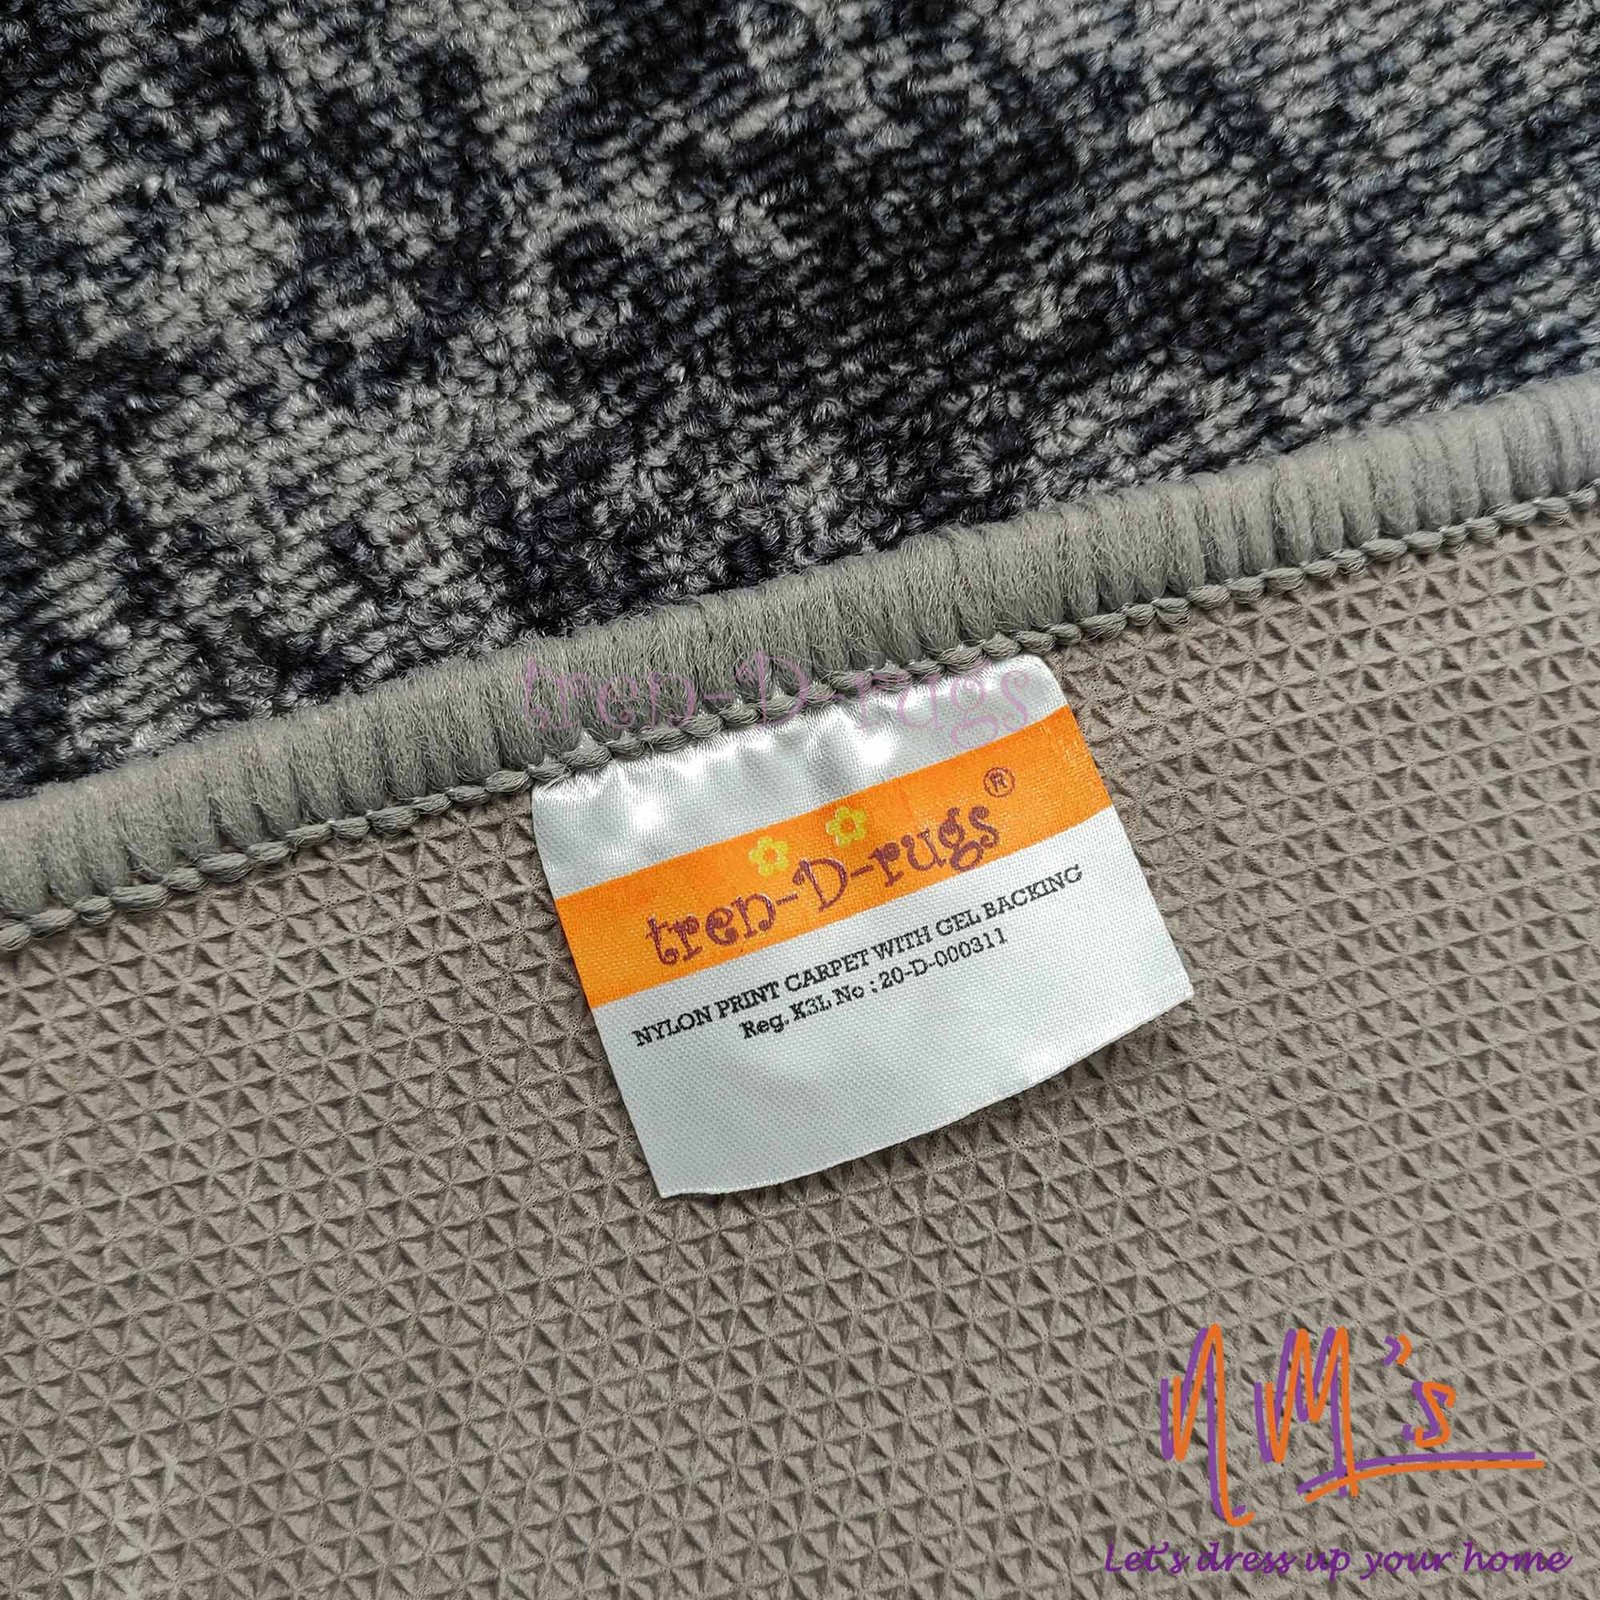 tren-D-rugs
tren-D-rugs®
NYLON PRINT CARPET WITH GEL BACKING
Reg. K3L No : 20-D-000311
NM's
Let's dress up your home